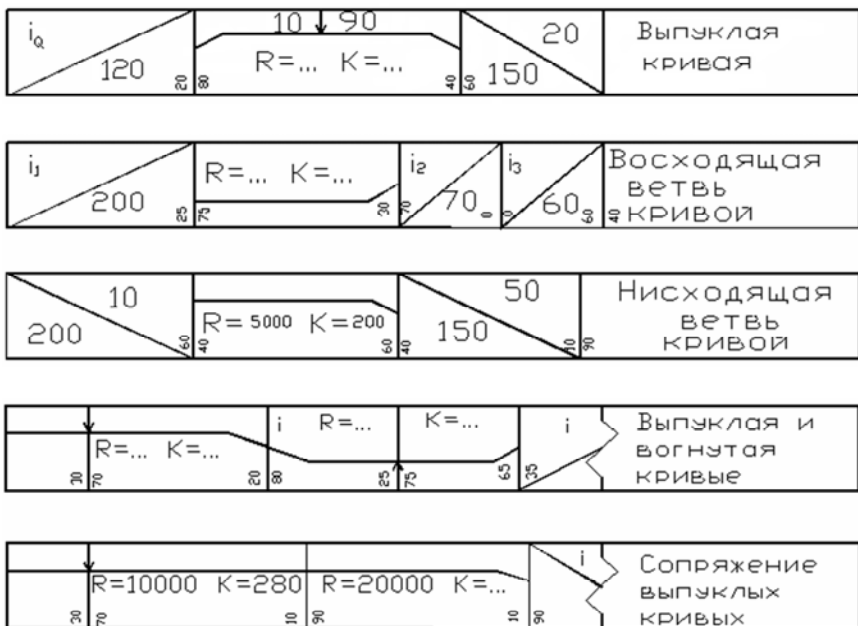 i₀ 10 90 20 Выпуклая
120 20 80 R=... K=... 40 60 150 кривая
i₁ R=... K=... i₂ i₃ Восходящая
200 25 75 30 70 70 0 0 60 60 40 ветвь
кривой
10 50 Нисходящая
200 60 40 R= 5000 K=200 60 40 150 10 90 ветвь
кривой
i R=... K=... i Выпуклая и
R=... K=... вогнутая
30 70 20 80 25 75 65 35 кривые
i Сопряжение
R=10000 K=280 R=20000 K=... выпуклых
30 70 10 90 10 90 кривых